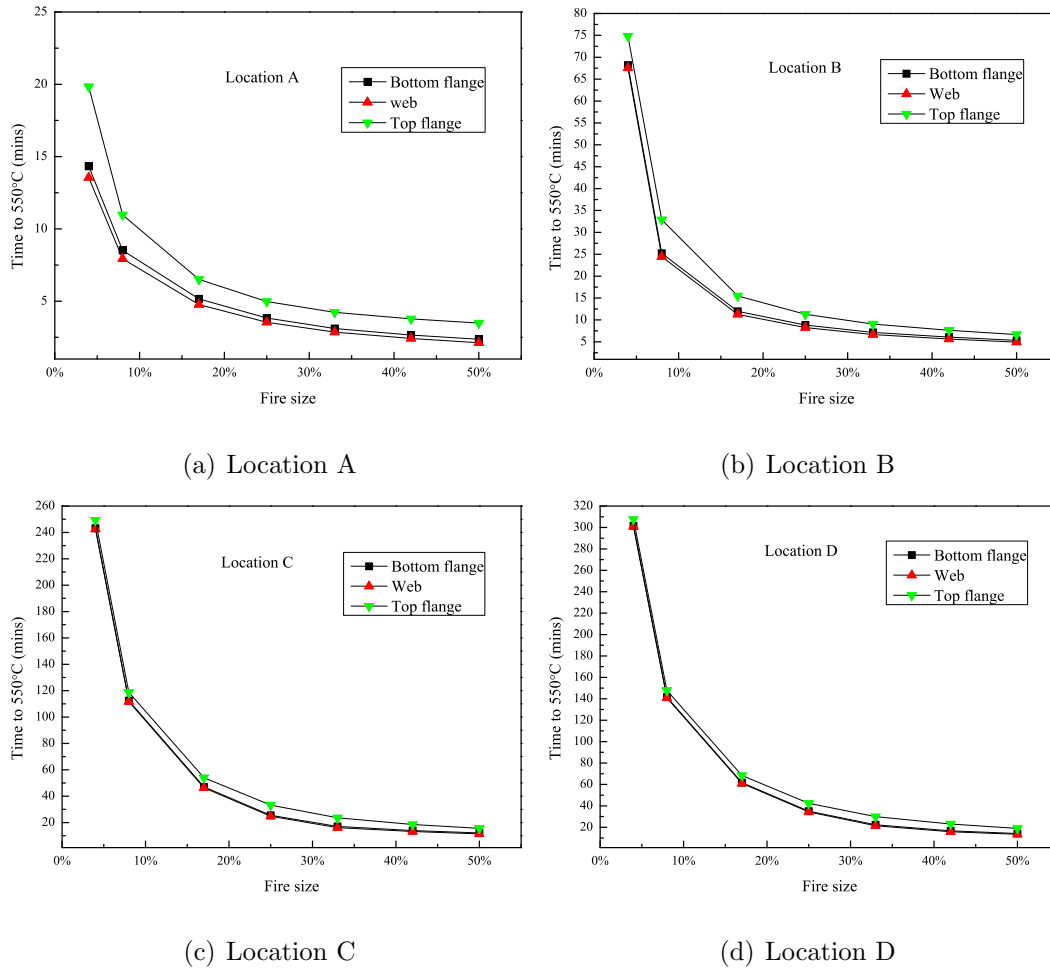 25
20
15
10
5
Time to 550°C (mins)
Location A
Bottom flange
web
Top flange
0% 10% 20% 30% 40% 50%
Fire size
(a) Location A
80
75
70
65
60
55
50
45
40
35
30
25
20
15
10
5
Time to 550°C (mins)
Location B
Bottom flange
Web
Top flange
0% 10% 20% 30% 40% 50%
Fire size
(b) Location B
260
240
220
200
180
160
140
120
100
80
60
40
20
Time to 550°C (mins)
Location C
Bottom flange
Web
Top flange
0% 10% 20% 30% 40% 50%
Fire size
(c) Location C
320
300
280
260
240
220
200
180
160
140
120
100
80
60
40
20
Time to 550°C (mins)
Location D
Bottom flange
Web
Top flange
0% 10% 20% 30% 40% 50%
Fire size
(d) Location D